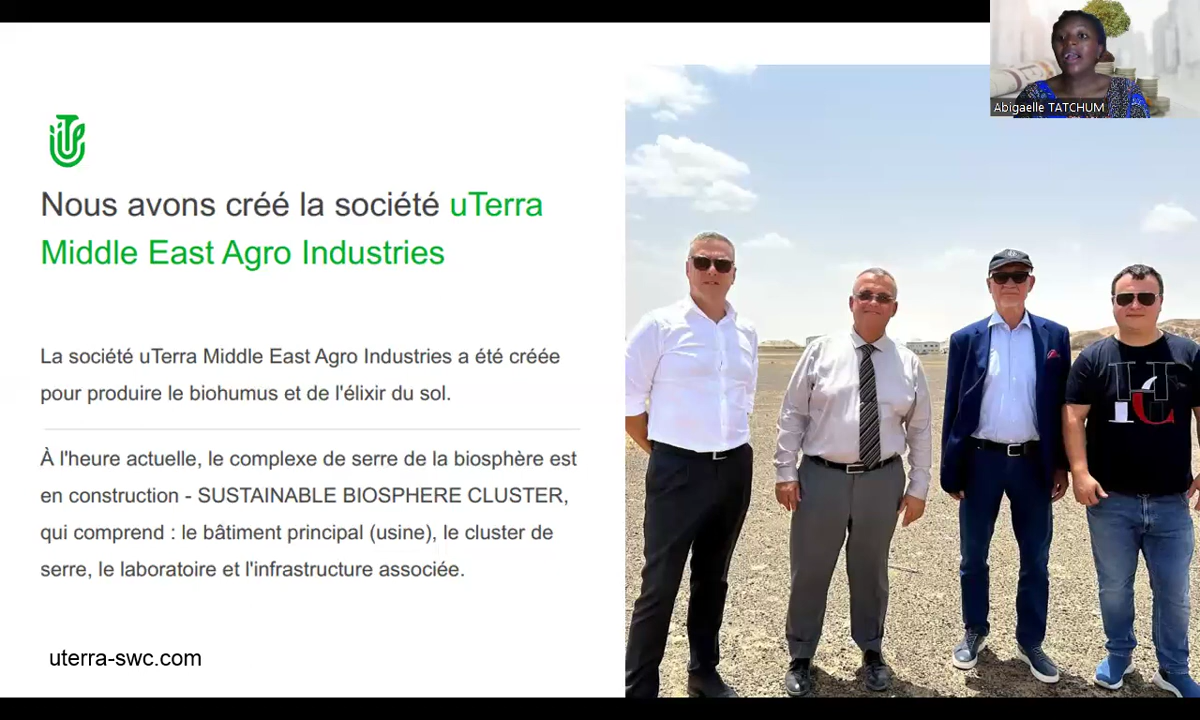 Abigaelle TATCHUM
Nous avons créé la société uTerra
Middle East Agro Industries
La société uTerra Middle East Agro Industries a été créée
pour produire le biohumus et de l'élixir du sol.
À l'heure actuelle, le complexe de serre de la biosphère est
en construction - SUSTAINABLE BIOSPHERE CLUSTER,
qui comprend : le bâtiment principal (usine), le cluster de
serre, le laboratoire et l'infrastructure associée.
uterra-swc.com